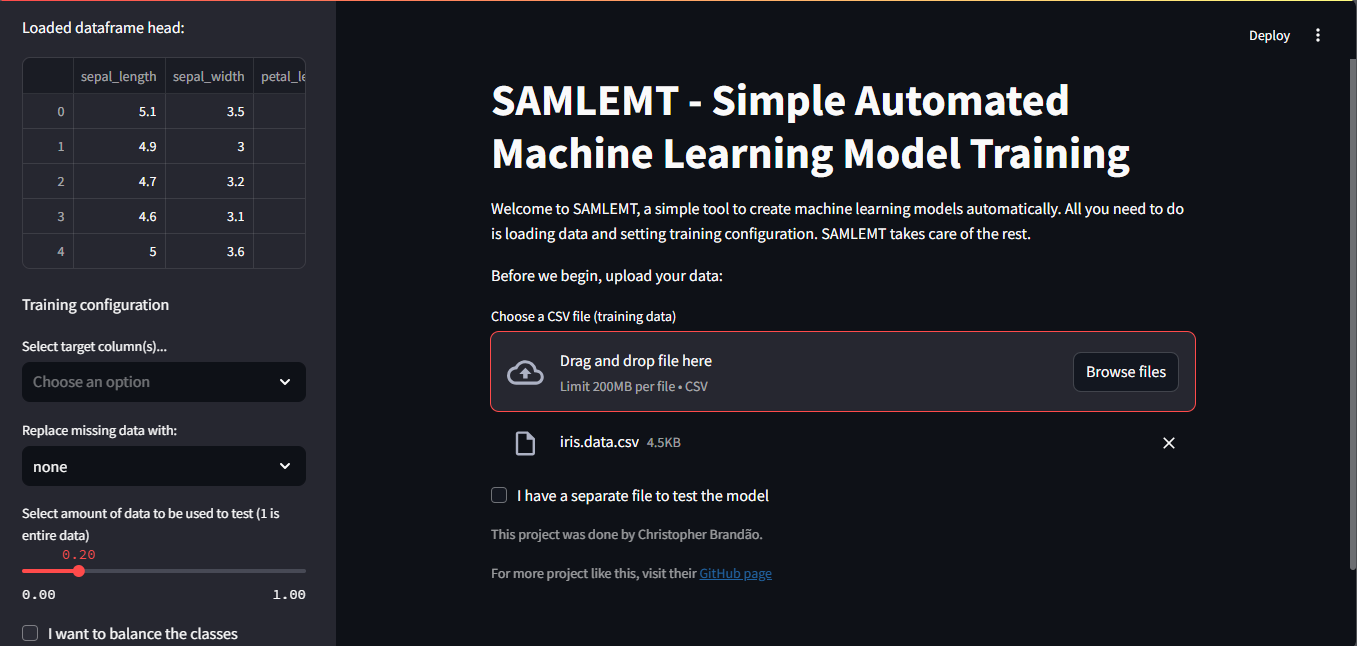 Loaded dataframe head:
sepal_length sepal_width petal_le
0 5.1 3.5
1 4.9 3
2 4.7 3.2
3 4.6 3.1
4 5 3.6
Training configuration
Select target column(s)...
Choose an option
Replace missing data with:
none
Select amount of data to be used to test (1 is
entire data)
0.20
0.00 1.00
I want to balance the classes
Deploy
SAMLEMT - Simple Automated
Machine Learning Model Training
Welcome to SAMLEMT, a simple tool to create machine learning models automatically. All you need to do
is loading data and setting training configuration. SAMLEMT takes care of the rest.
Before we begin, upload your data:
Choose a CSV file (training data)
Drag and drop file here
Limit 200MB per file • CSV
Browse files
iris.data.csv 4.5KB
I have a separate file to test the model
This project was done by Christopher Brandão.
For more project like this, visit their GitHub page